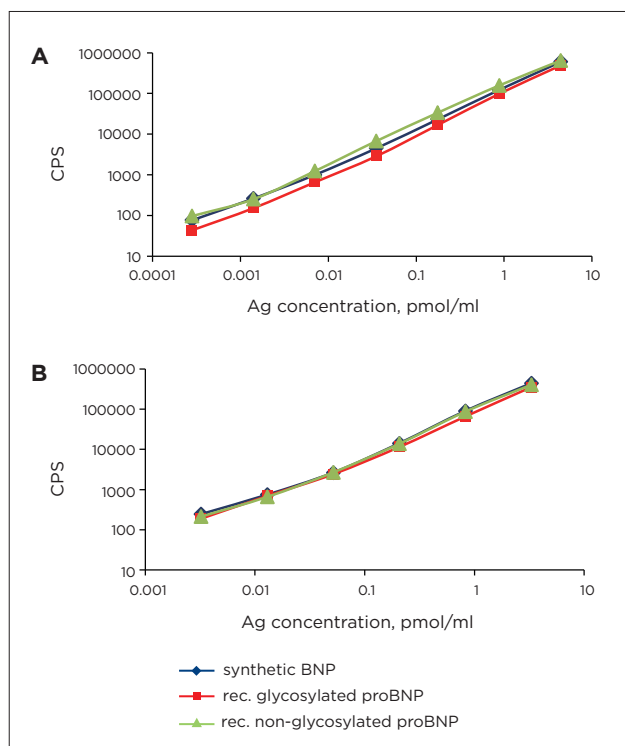 A
1000000
100000
10000
1000
100
10
CPS
0.0001 0.001 0.01 0.1 1 10
Ag concentration, pmol/ml
B
1000000
100000
10000
1000
100
10
CPS
0.001 0.01 0.1 1 10
Ag concentration, pmol/ml
synthetic BNP
rec. glycosylated proBNP
rec. non-glycosylated proBNP